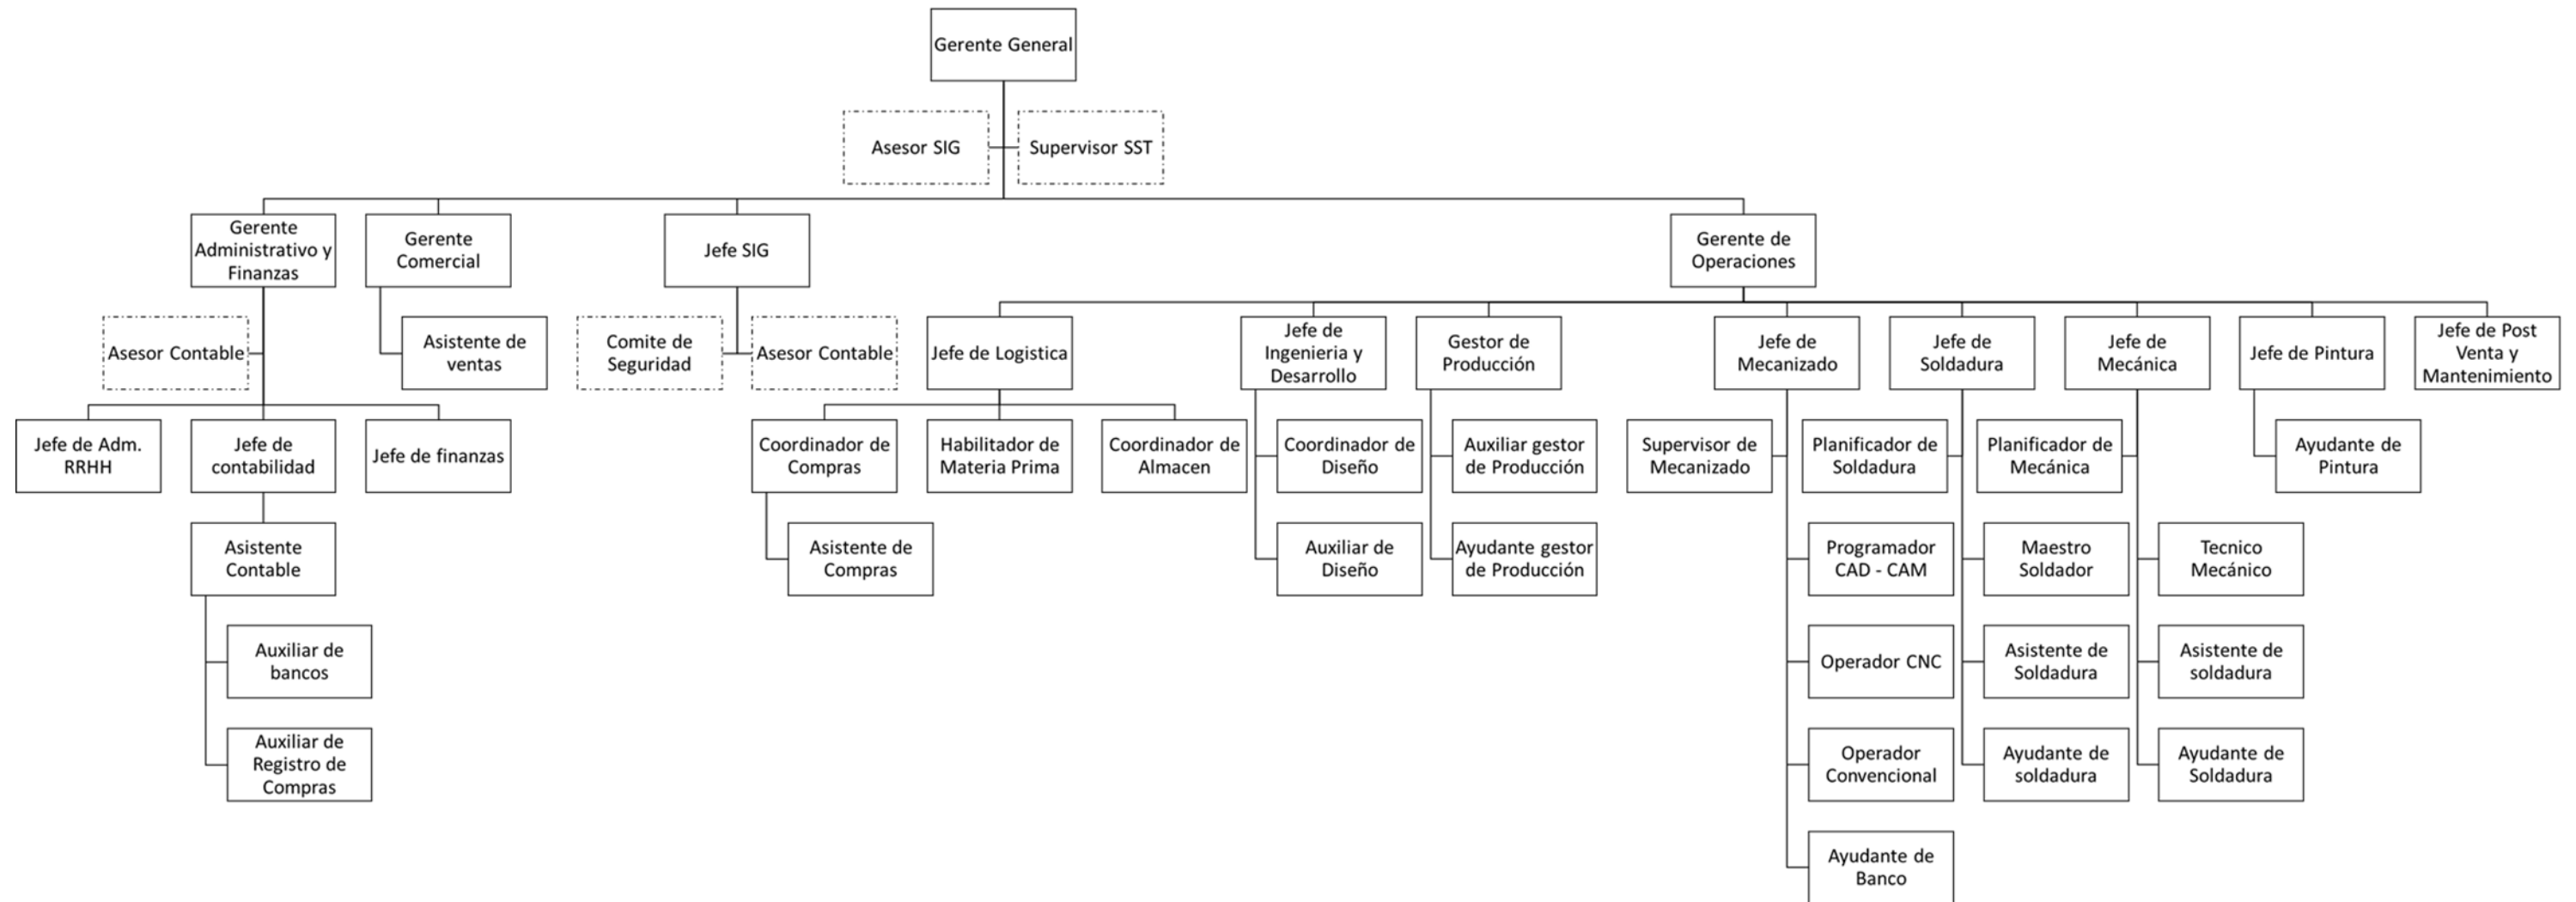 Gerente General
Asesor SIG
Supervisor SST
Gerente
Administrativo y
Finanzas
Gerente
Comercial
Jefe SIG
Gerente de
Operaciones
Asesor Contable
Asistente de
ventas
Comite de
Seguridad
Asesor Contable
Jefe de Logistica
Jefe de
Ingenieria y
Desarrollo
Gestor de
Producción
Jefe de
Mecanizado
Jefe de
Soldadura
Jefe de
Mecánica
Jefe de Pintura
Jefe de Post
Venta y
Mantenimiento
Jefe de Adm.
RRHH
Jefe de
contabilidad
Jefe de finanzas
Coordinador de
Compras
Habilitador de
Materia Prima
Coordinador de
Almacen
Coordinador de
Diseño
Auxiliar gestor
de Producción
Supervisor de
Mecanizado
Planificador de
Soldadura
Planificador de
Mecánica
Ayudante de
Pintura
Asistente
Contable
Asistente de
Compras
Auxiliar de
Diseño
Ayudante gestor
de Producción
Programador
CAD - CAM
Maestro
Soldador
Tecnico
Mecánico
Auxiliar de
bancos
Operador CNC
Asistente de
Soldadura
Asistente de
soldadura
Auxiliar de
Registro de
Compras
Operador
Convencional
Ayudante de
soldadura
Ayudante de
Soldadura
Ayudante de
Banco